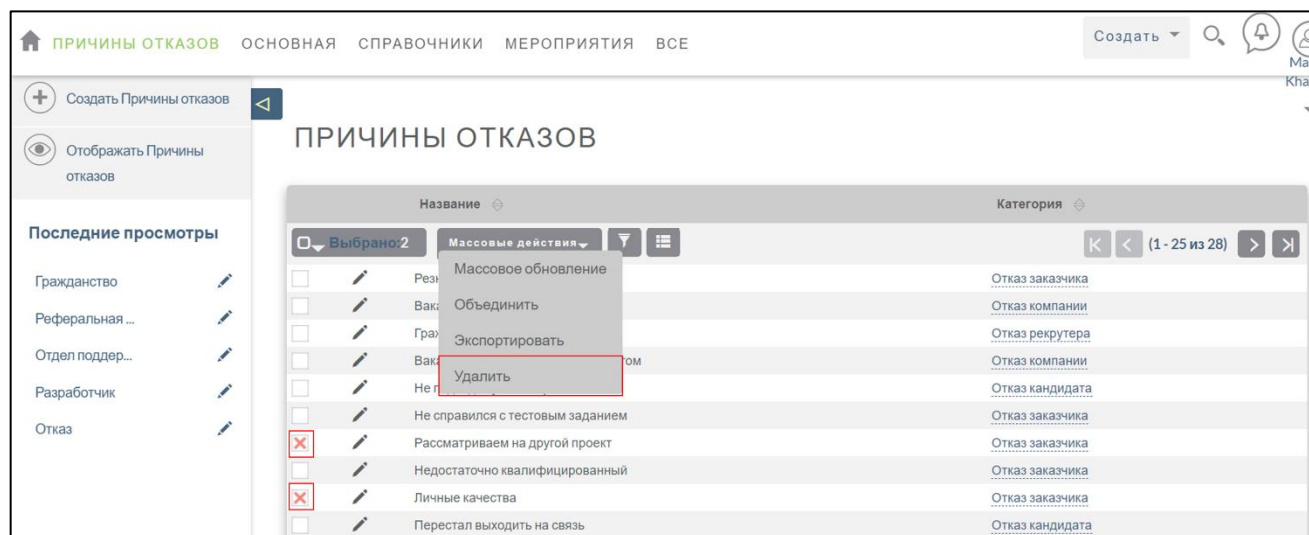 ПРИЧИНЫ ОТКАЗОВ ОСНОВНАЯ СПРАВОЧНИКИ МЕРОПРИЯТИЯ ВСЕ Создать
Ma
Kha
Создать Причины отказов
Отображать Причины
отказов
Последние просмотры
Гражданство
Реферальная ...
Отдел поддер...
Разработчик
Отказ
ПРИЧИНЫ ОТКАЗОВ
Название Категория
Выбрано:2 Массовые действия (1 - 25 из 28)
Массовое обновление
Объединить
Экспортировать
Удалить
Отказ заказчика
Отказ компании
Отказ рекрутера
Отказ компании
Не Отказ кандидата
Не справился с тестовым заданием Отказ заказчика
Рассматриваем на другой проект Отказ заказчика
Недостаточно квалифицированный Отказ заказчика
Личные качества Отказ заказчика
Перестал выходить на связь Отказ кандидата